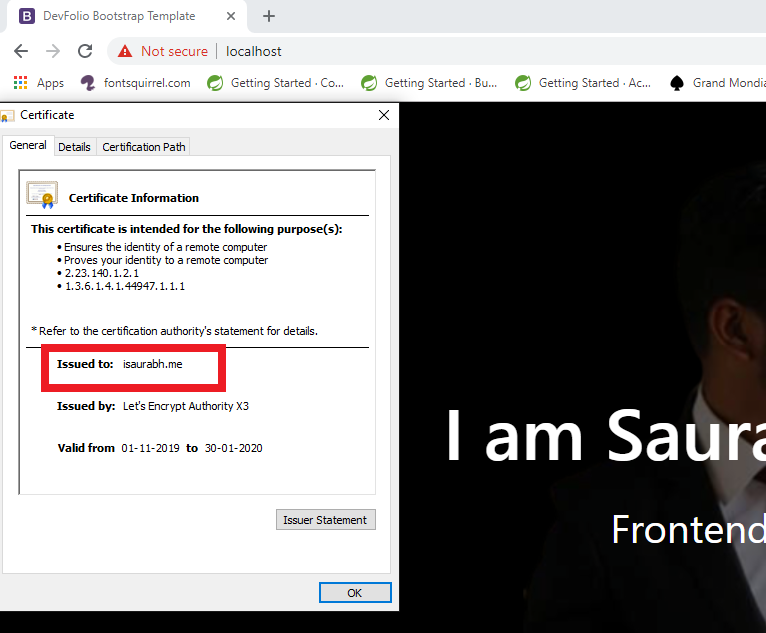 DevFolio Bootstrap Template
Not secure localhost
Apps fontsquirrel.com Getting Started · Co... Getting Started · Bu... Getting Started · Ac... Grand Mondia
Certificate
General Details Certification Path
Certificate Information
This certificate is intended for the following purpose(s):
• Ensures the identity of a remote computer
• Proves your identity to a remote computer
• 2.23.140.1.2.1
• 1.3.6.1.4.1.44947.1.1.1
* Refer to the certification authority's statement for details.
Issued to: isaurabh.me
Issued by: Let's Encrypt Authority X3
Valid from 01-11-2019 to 30-01-2020
Issuer Statement
OK
I am Saura
Frontend